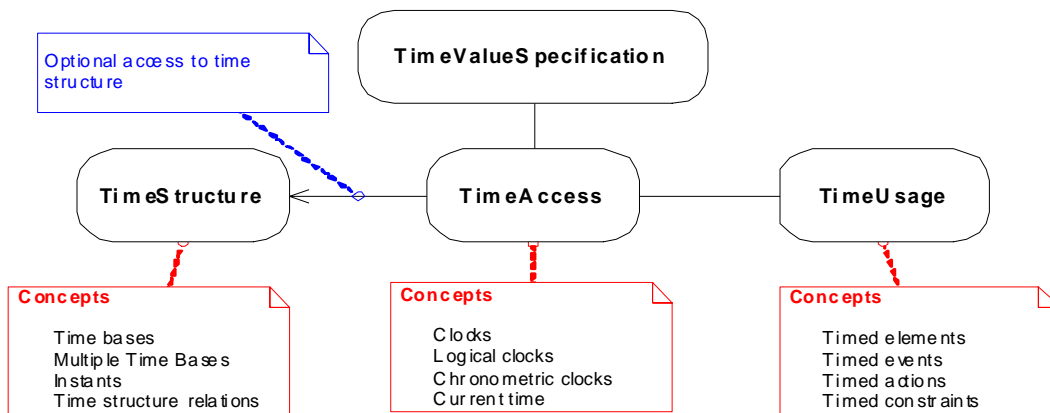 Optional access to time
structure
TimeValueSpecification
TimeStructure
TimeAccess
TimeUsage
Concepts
Time bases
Multiple Time Bases
Instants
Time structure relations
Concepts
Clocks
Logical clocks
Chronometric clocks
Current time
Concepts
Timed elements
Timed events
Timed actions
Timed constraints